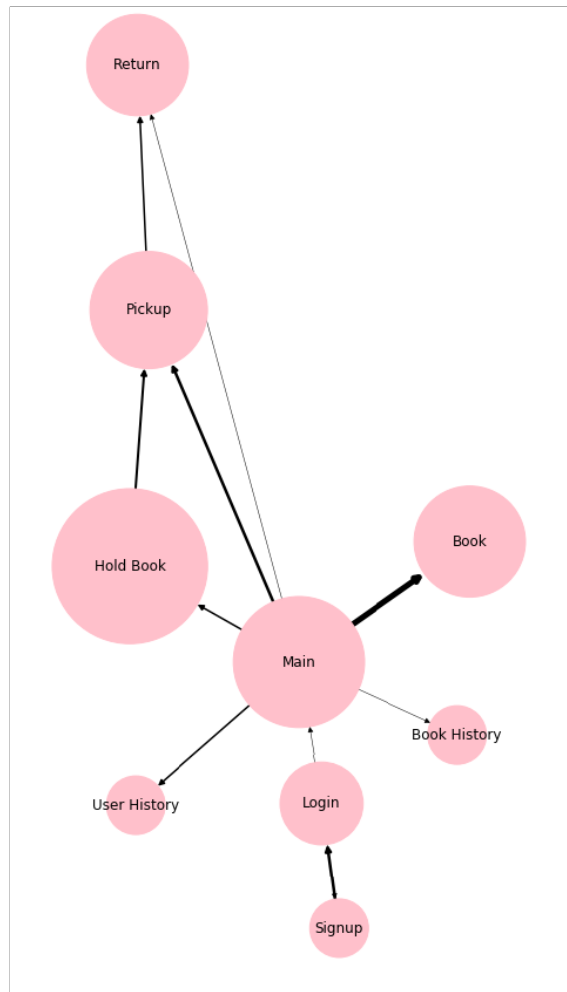 Return
Pickup
Book
Hold Book
Main
Book History
Login
User History
Signup